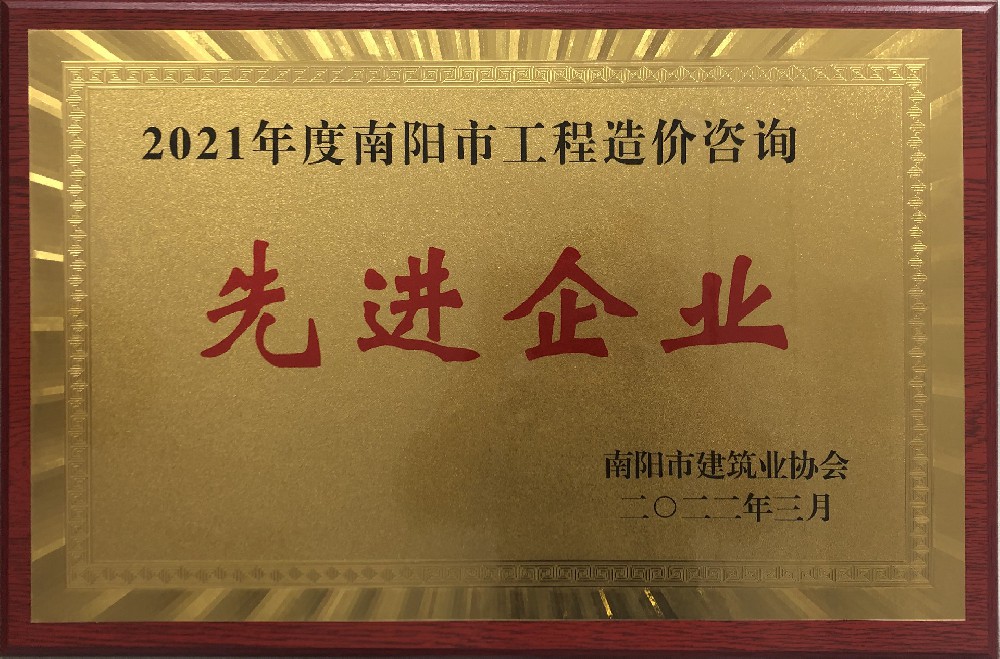 2021年度南阳市工程造价咨询
先进企业
南阳市建筑业协会
二〇二二年三月